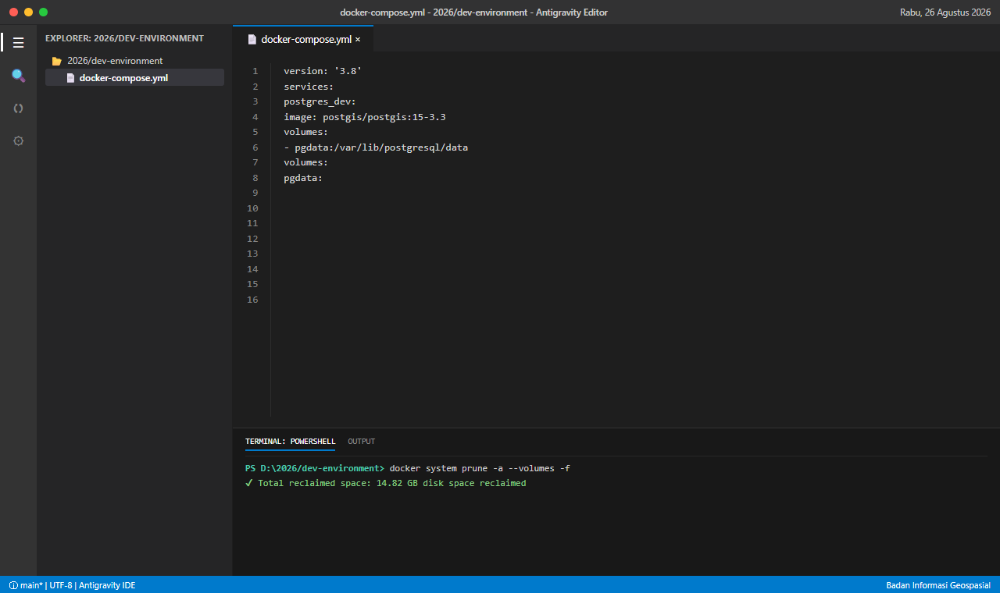 docker-compose.yml - 2026/dev-environment - Antigravity Editor
Rabu, 26 Agustus 2026
EXPLORER: 2026/DEV-ENVIRONMENT
2026/dev-environment
docker-compose.yml
docker-compose.yml ×
1 version: '3.8'
2 services:
3 postgres_dev:
4 image: postgis/postgis:15-3.3
5 volumes:
6 - pgdata:/var/lib/postgresql/data
7 volumes:
8 pgdata:
9
10
11
12
13
14
15
16
TERMINAL: POWERSHELL OUTPUT
PS D:\2026/dev-environment> docker system prune -a --volumes -f
✓ Total reclaimed space: 14.82 GB disk space reclaimed
ⓘ main* | UTF-8 | Antigravity IDE
Badan Informasi Geospasial